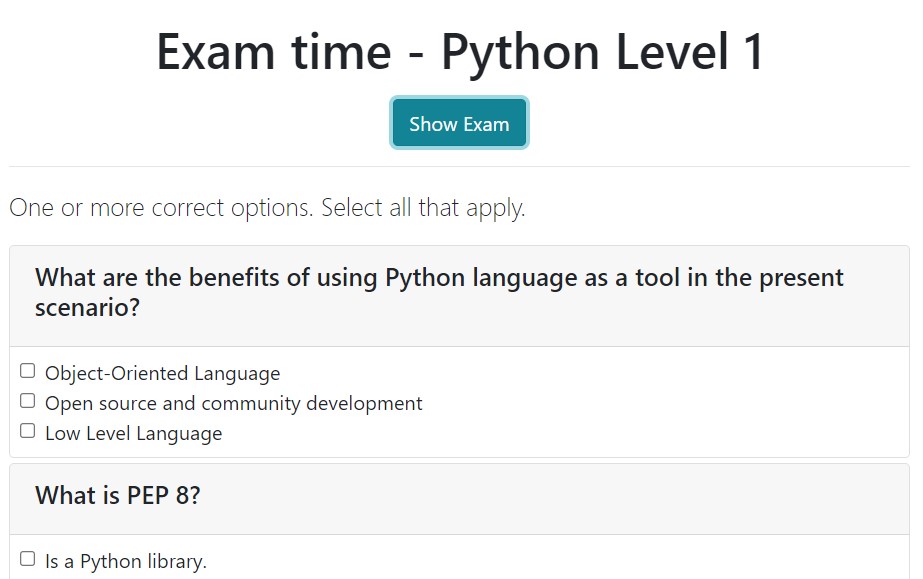 Exam time - Python Level 1
Show Exam
One or more correct options. Select all that apply.
What are the benefits of using Python language as a tool in the present
scenario?
Object-Oriented Language
Open source and community development
Low Level Language
What is PEP 8?
Is a Python library.